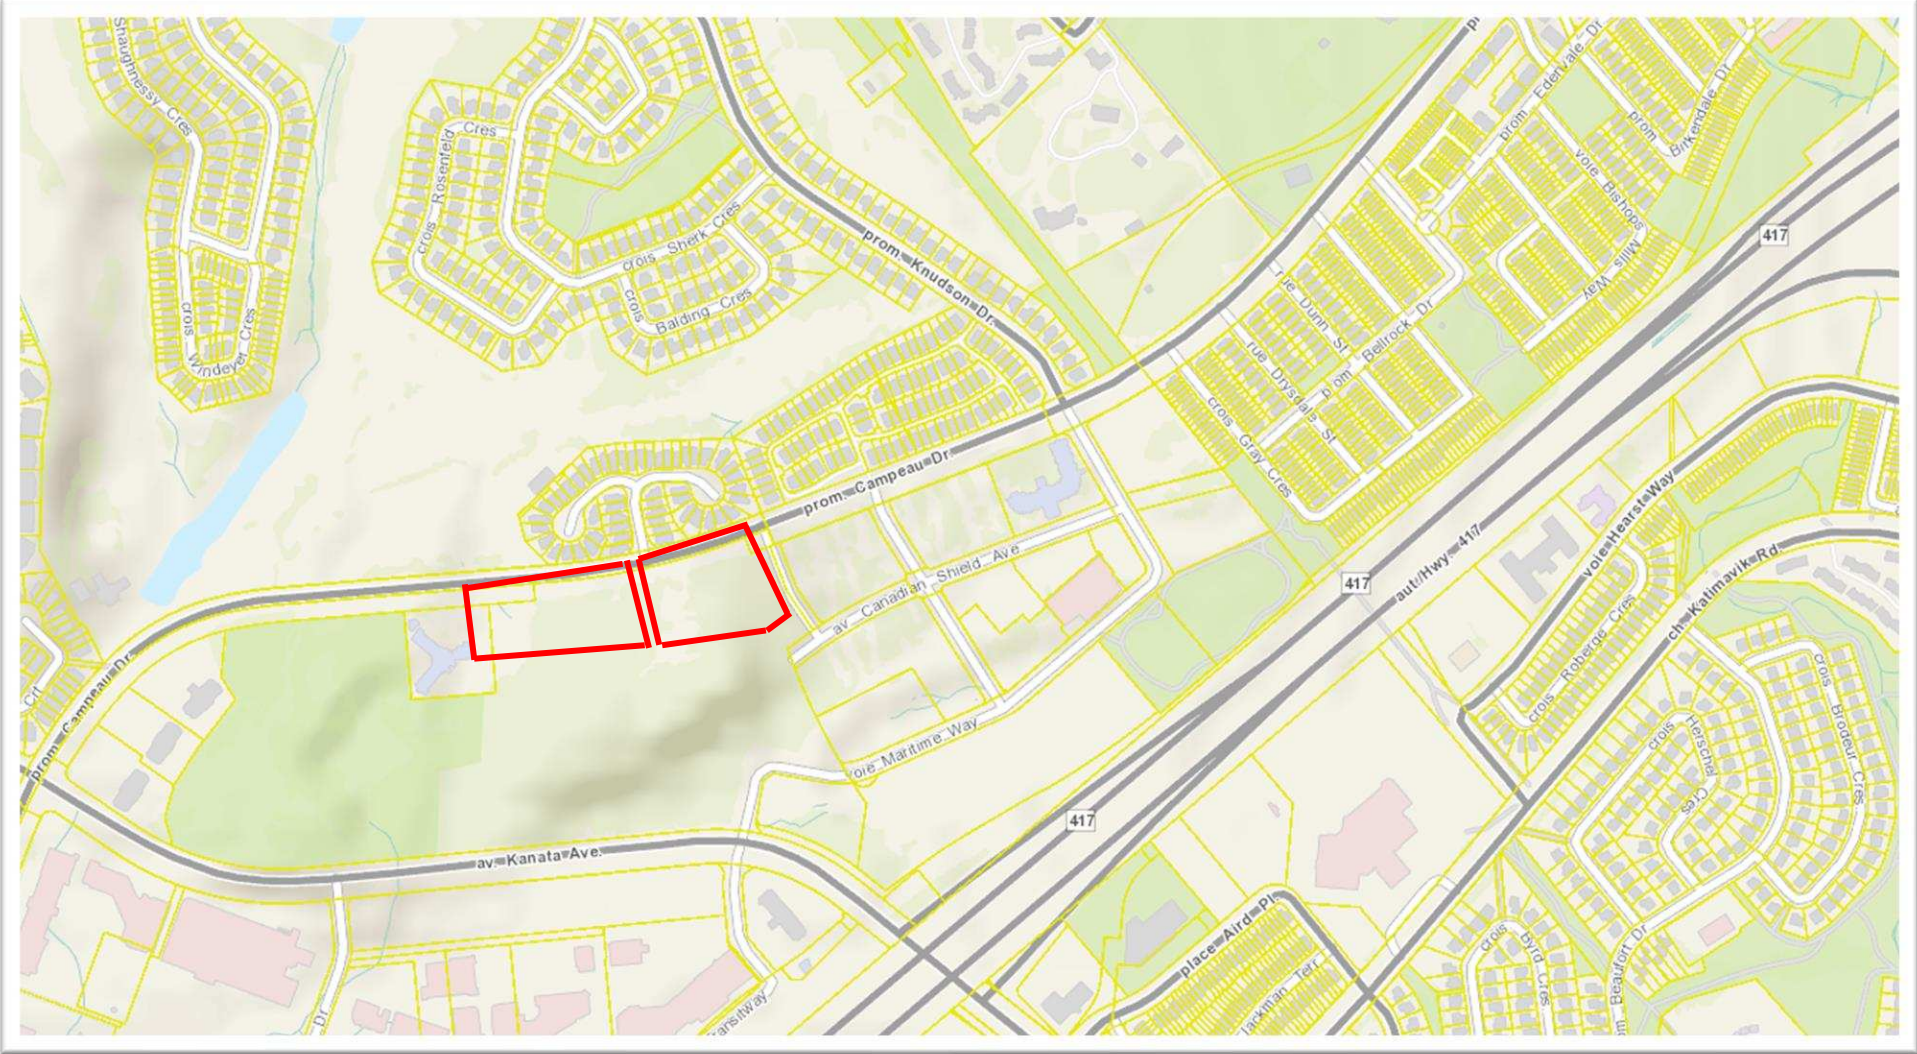 Shaughnessy Cres
crois Rosenfeld
Cres
crois Windeyer Cres
crois Sherk Cres
crois Balding Cres
prom. Knudson Dr.
prom. Campeau Dr.
prom Edenvale Dr
prom Birkendale Dr
voie Bishops Mills Way
417
rue Dunn St
prom Bellrock Dr
rue Drysdale St
crois Gray Cres
av Canadian Shield Ave
voie Maritime Way
417
aut./Hwy. 417
voie Hearst Way
ch. Katimavik Rd.
crois Roberge Cres
crois Brodeur Cres
crois Herschel Cres
Crt
prom. Campeau Dr.
417
av. Kanata Ave.
place Aird Pl.
Jackman Terr
crois Byrd Cres
Beaufort Dr
Dr